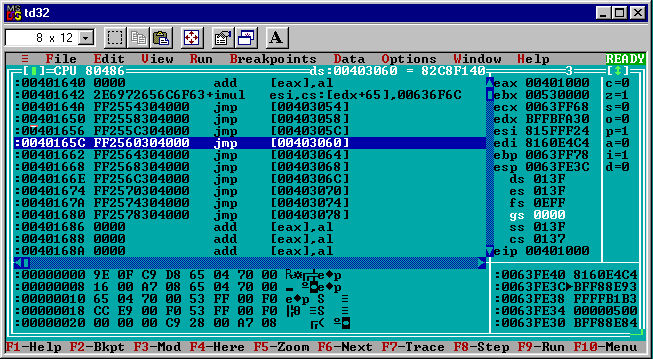 td32
8 x 12
≡ File Edit View Run Breakpoints Data Options Window Help READY
[■]=CPU 80486 ds:00403060 = 82C8F140 3 [↕]
:00401640 0000 add [eax],al
:00401642 2E6972656C6F63+imul esi,cs:[edx+65],00636F6C
:0040164A FF2554304000 jmp [00403054]
:00401650 FF2558304000 jmp [00403058]
:00401656 FF255C304000 jmp [0040305C]
:0040165C FF2560304000 jmp [00403060]
:00401662 FF2564304000 jmp [00403064]
:00401668 FF2568304000 jmp [00403068]
:0040166E FF256C304000 jmp [0040306C]
:00401674 FF2570304000 jmp [00403070]
:0040167A FF2574304000 jmp [00403074]
:00401680 FF2578304000 jmp [00403078]
:00401686 0000 add [eax],al
:00401688 0000 add [eax],al
:0040168A 0000 add [eax],al
eax 00401000 c=0
ebx 00530000 z=1
ecx 0063FF68 s=0
edx BFFBFA30 o=0
esi 815FFF24 p=1
edi 8160E4C4 a=0
ebp 0063FF78 i=1
esp 0063FE3C d=0
ds 013F
es 013F
fs 0EFF
gs 0000
ss 013F
cs 0137
eip 00401000
:00000000 9E 0F C9 D8 65 04 70 00 ₧☼╔╪e♦p
:00000008 16 00 A7 08 65 04 70 00 ▬ º◘e♦p
:00000010 65 04 70 00 53 FF 00 F0 e♦p S ≡
:00000018 CC E9 00 F0 53 FF 00 F0 ╠Θ ≡S ≡
:00000020 00 00 00 C9 28 00 A7 08 ╔( º◘
:0063FE40 8160E4C4
:0063FE3C►BFF88E93
:0063FE38 FFFFB1B3
:0063FE34 00000500
:0063FE30 BFF88E84
F1-Help F2-Bkpt F3-Mod F4-Here F5-Zoom F6-Next F7-Trace F8-Step F9-Run F10-Menu